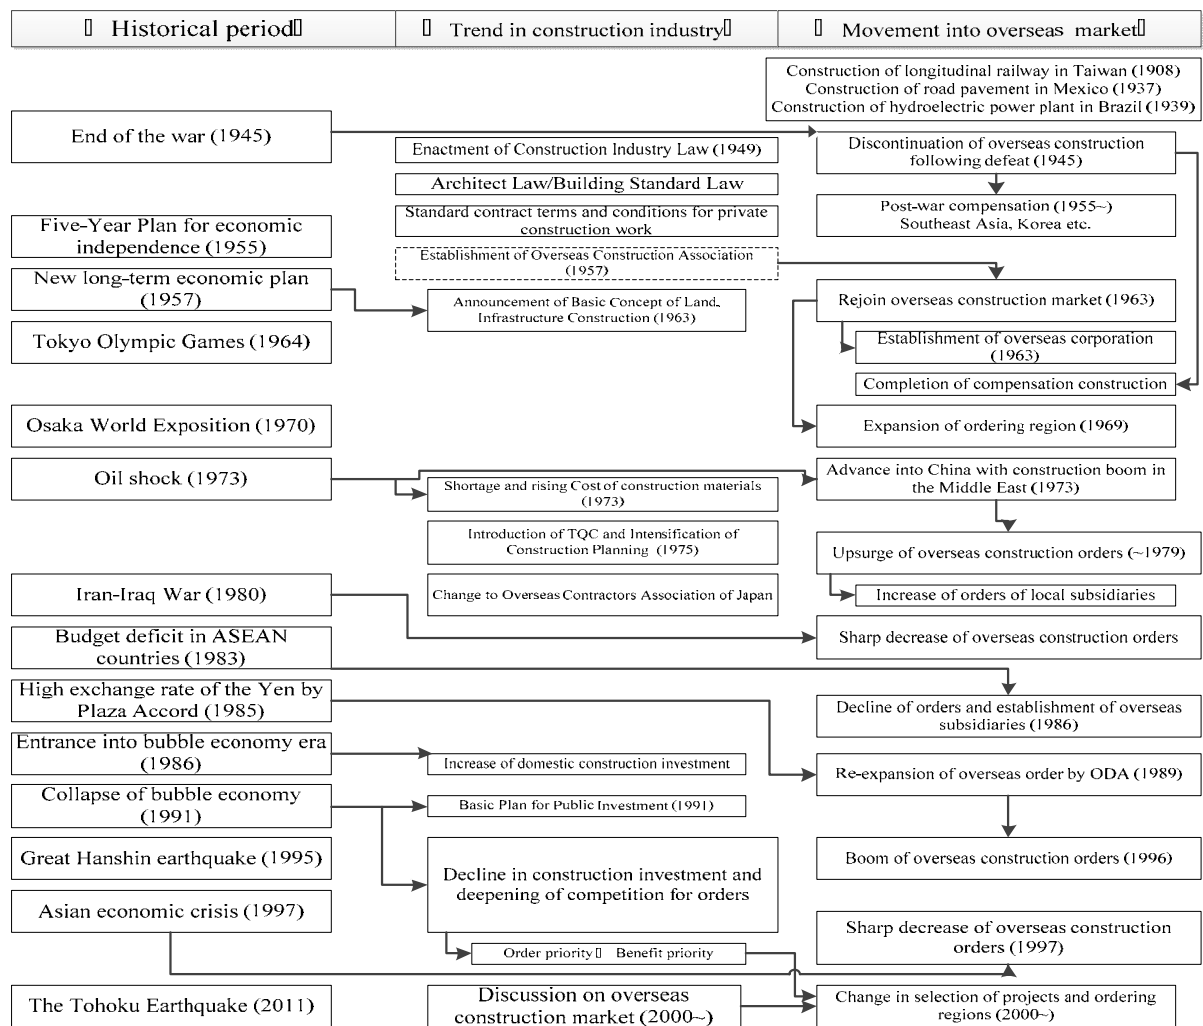 Historical period
Trend in construction industry
Movement into overseas market
Construction of longitudinal railway in Taiwan (1908)
Construction of road pavement in Mexico (1937)
Construction of hydroelectric power plant in Brazil (1939)
End of the war (1945)
Enactment of Construction Industry Law (1949)
Discontinuation of overseas construction
following defeat (1945)
Architect Law/Building Standard Law
Post-war compensation (1955~)
Southeast Asia, Korea etc.
Standard contract terms and conditions for private
construction work
Five-Year Plan for economic
independence (1955)
Establishment of Overseas Construction Association
(1957)
New long-term economic plan
(1957)
Announcement of Basic Concept of Land,
Infrastructure Construction (1963)
Rejoin overseas construction market (1963)
Tokyo Olympic Games (1964)
Establishment of overseas corporation
(1963)
Completion of compensation construction
Osaka World Exposition (1970)
Expansion of ordering region (1969)
Oil shock (1973)
Shortage and rising Cost of construction materials
(1973)
Advance into China with construction boom in
the Middle East (1973)
Introduction of TQC and Intensification of
Construction Planning (1975)
Upsurge of overseas construction orders (~1979)
Iran-Iraq War (1980)
Change to Overseas Contractors Association of Japan
Increase of orders of local subsidiaries
Budget deficit in ASEAN
countries (1983)
Sharp decrease of overseas construction orders
High exchange rate of the Yen by
Plaza Accord (1985)
Decline of orders and establishment of overseas
subsidiaries (1986)
Entrance into bubble economy era
(1986)
Increase of domestic construction investment
Re-expansion of overseas order by ODA (1989)
Collapse of bubble economy
(1991)
Basic Plan for Public Investment (1991)
Great Hanshin earthquake (1995)
Decline in construction investment and
deepening of competition for orders
Boom of overseas construction orders (1996)
Asian economic crisis (1997)
Sharp decrease of overseas construction
orders (1997)
Order priority Benefit priority
The Tohoku Earthquake (2011)
Discussion on overseas
construction market (2000~)
Change in selection of projects and ordering
regions (2000~)